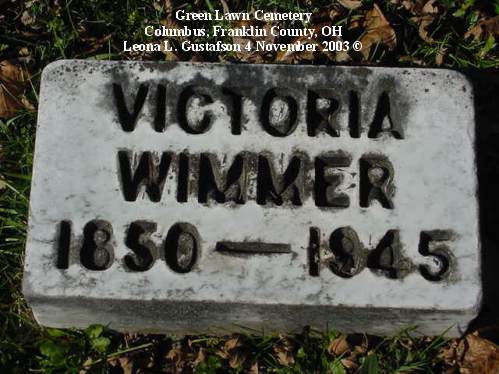 Green Lawn Cemetery
Columbus, Franklin County, OH
Leona L. Gustafson 4 November 2003 ©
VICTORIA
WIMMER
1850 — 1945